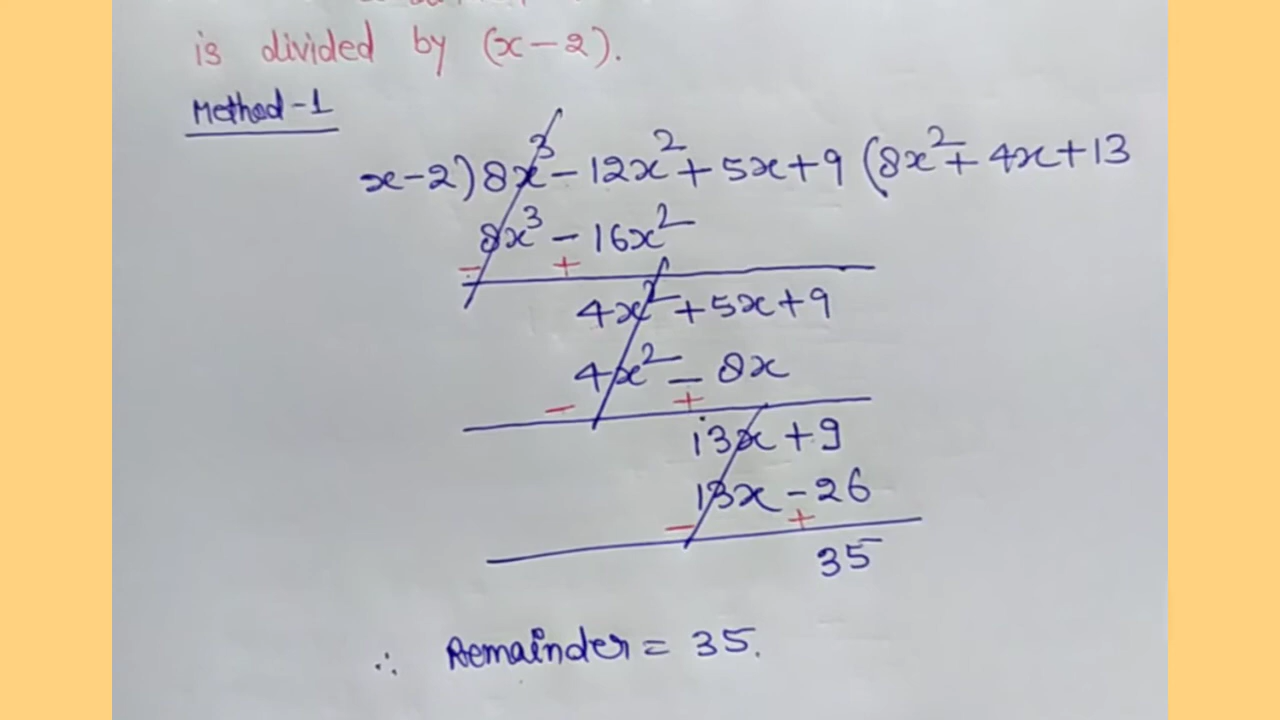 is divided by (x-2).
Method-1
x-2) 8x³ - 12x² + 5x + 9 (8x² + 4x + 13
8x³ - 16x²
- +
4x² + 5x + 9
4x² - 8x
- +
13x + 9
13x - 26
- +
35
∴ Remainder = 35.